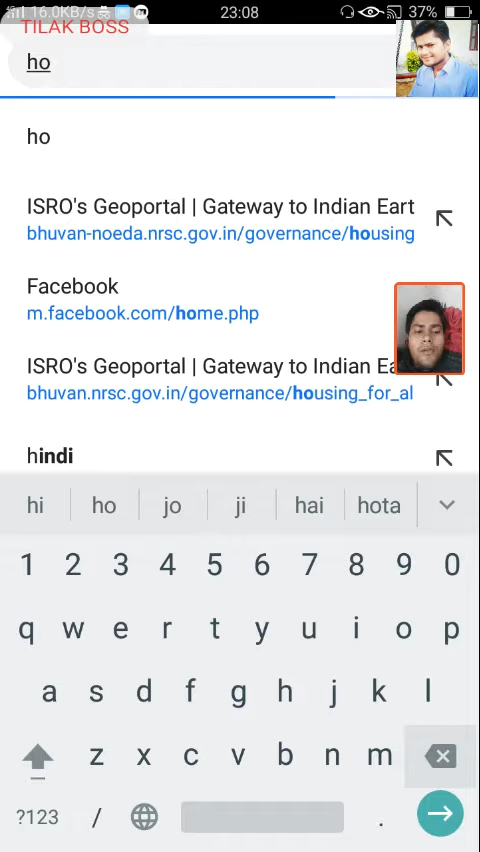 16.0KB/s 23:08 37%
TILAK BOSS
ho
ho
ISRO's Geoportal | Gateway to Indian Eart
bhuvan-noeda.nrsc.gov.in/governance/housing
Facebook
m.facebook.com/home.php
ISRO's Geoportal | Gateway to Indian Ea
bhuvan.nrsc.gov.in/governance/housing_for_al
hindi
hi ho jo ji hai hota
1 2 3 4 5 6 7 8 9 0
q w e r t y u i o p
a s d f g h j k l
z x c v b n m
?123 / .